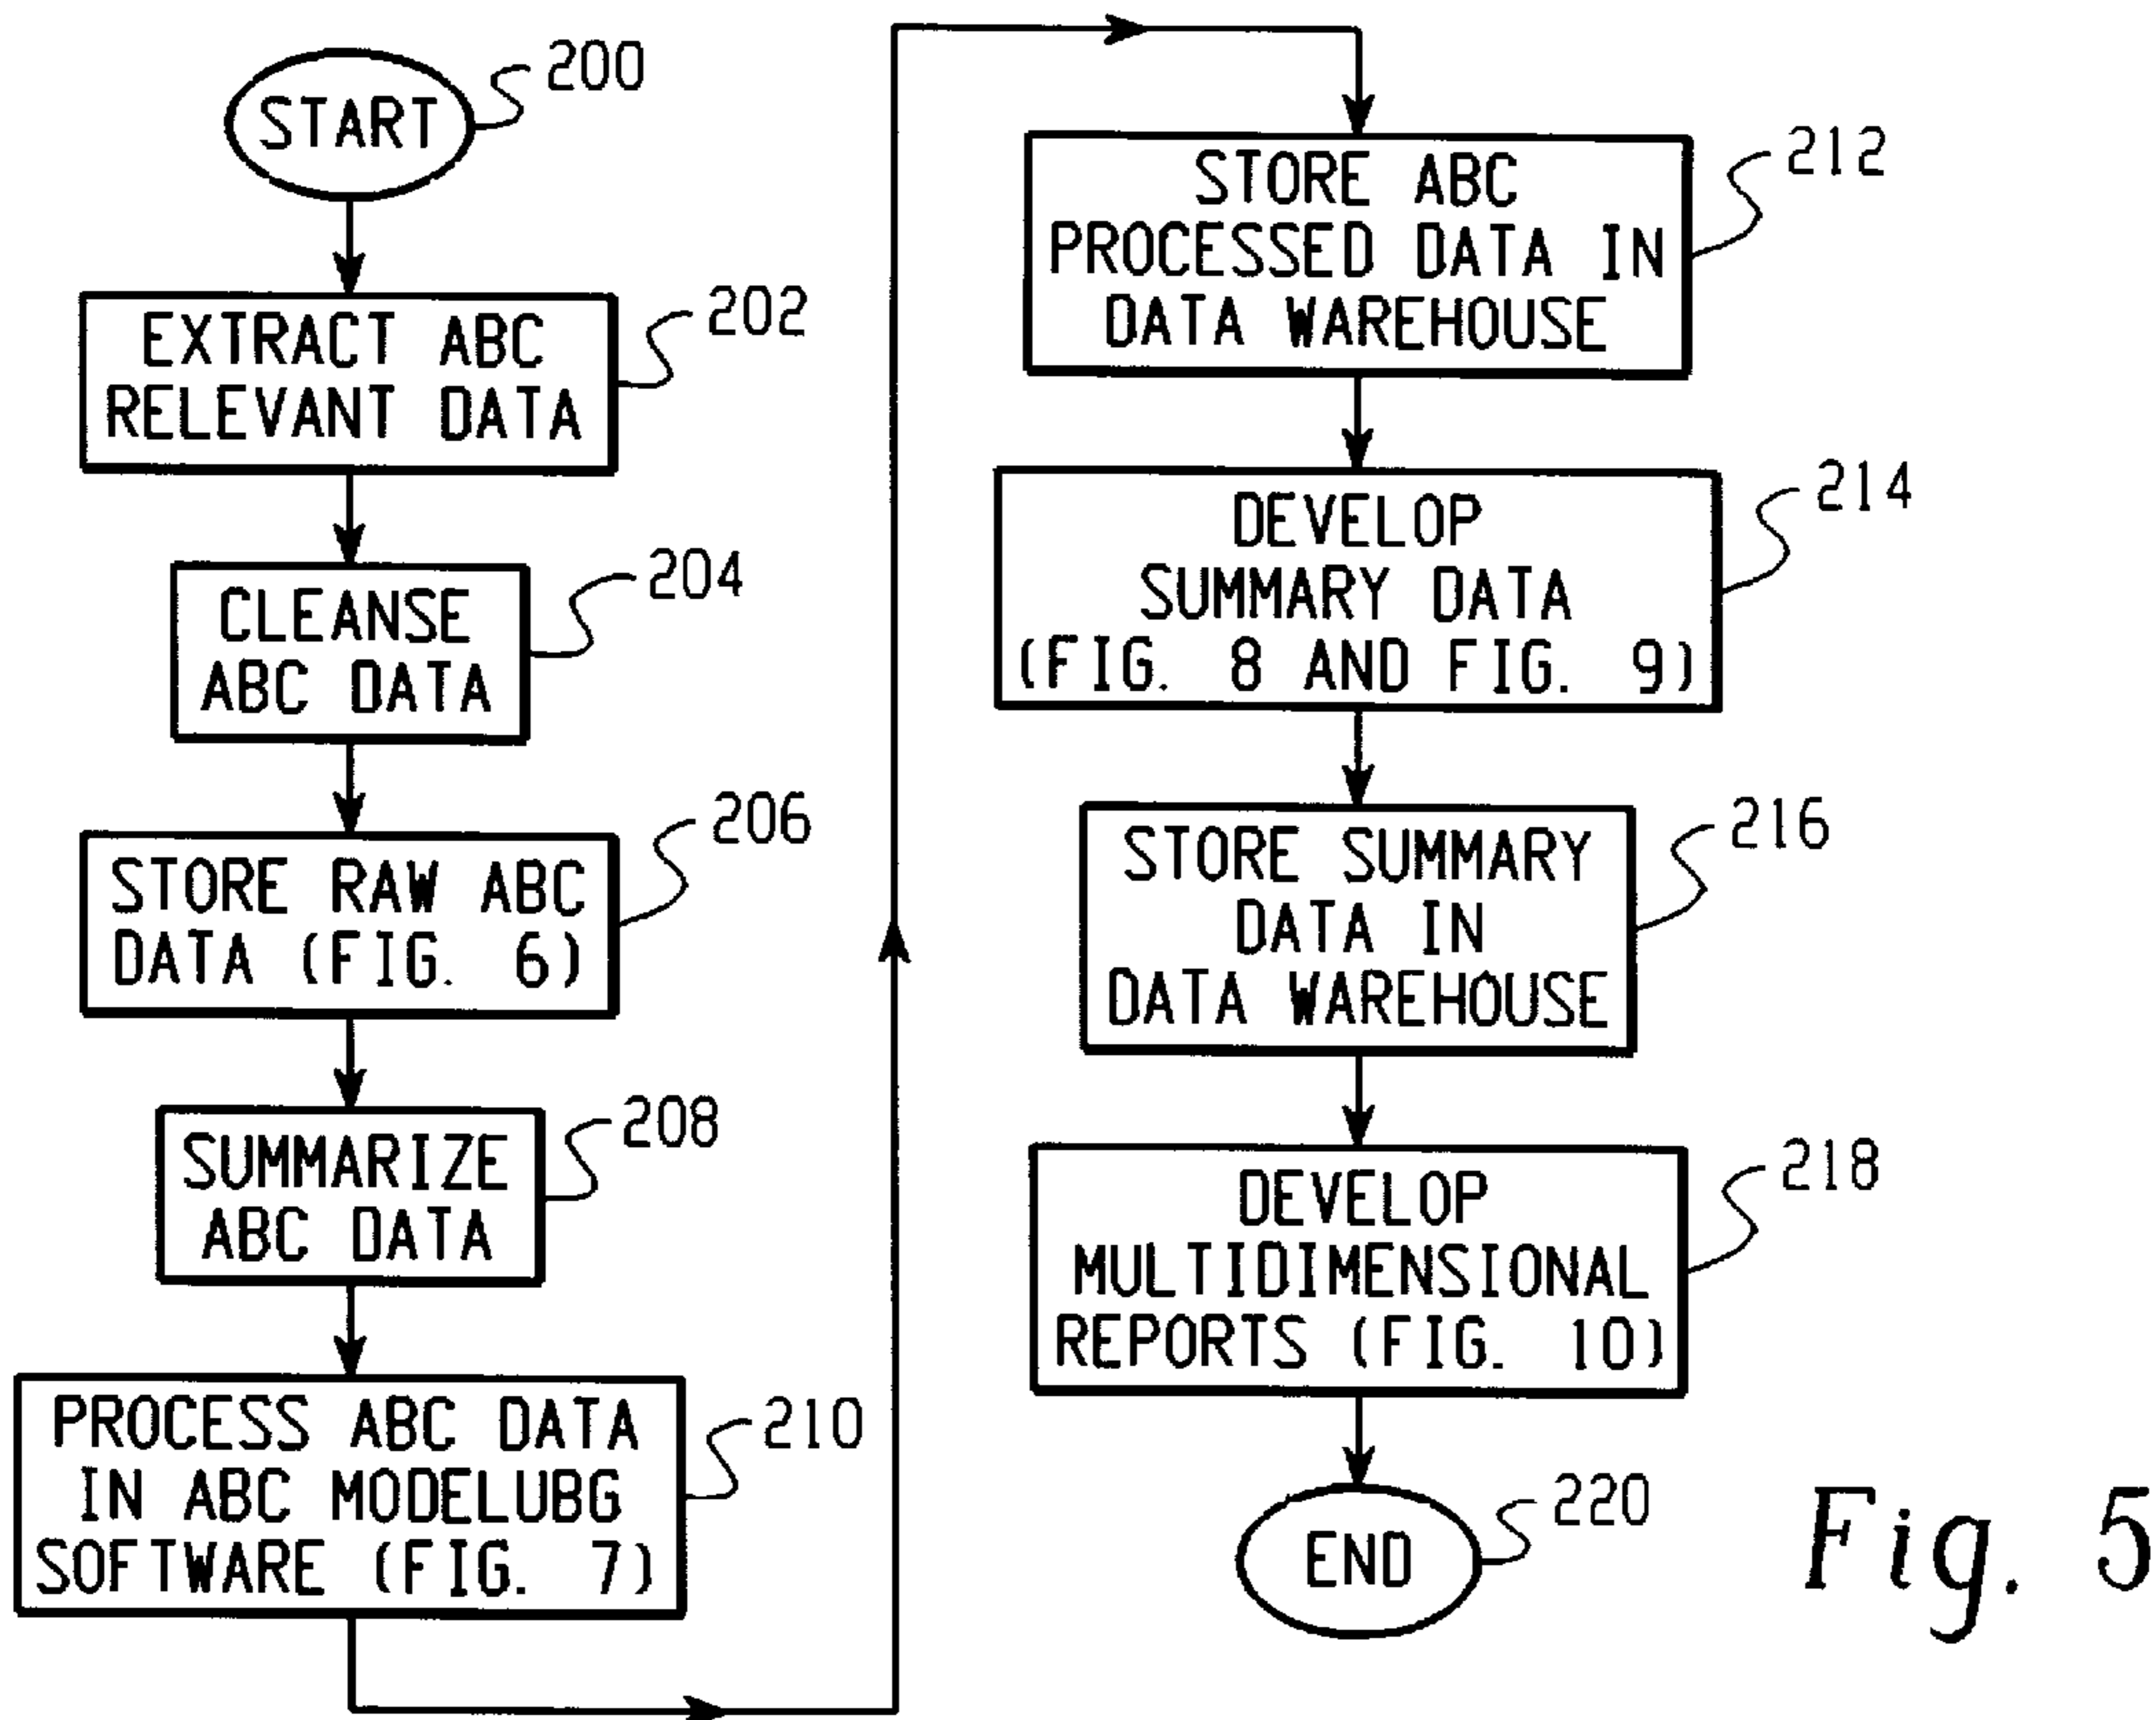 START
200
EXTRACT ABC
RELEVANT DATA
202
CLEANSE
ABC DATA
204
STORE RAW ABC
DATA (FIG. 6)
206
SUMMARIZE
ABC DATA
208
PROCESS ABC DATA
IN ABC MODELUBG
SOFTWARE (FIG. 7)
210
STORE ABC
PROCESSED DATA IN
DATA WAREHOUSE
212
DEVELOP
SUMMARY DATA
(FIG. 8 AND FIG. 9)
214
STORE SUMMARY
DATA IN
DATA WAREHOUSE
216
DEVELOP
MULTIDIMENSIONAL
REPORTS (FIG. 10)
218
END
220
Fig. 5